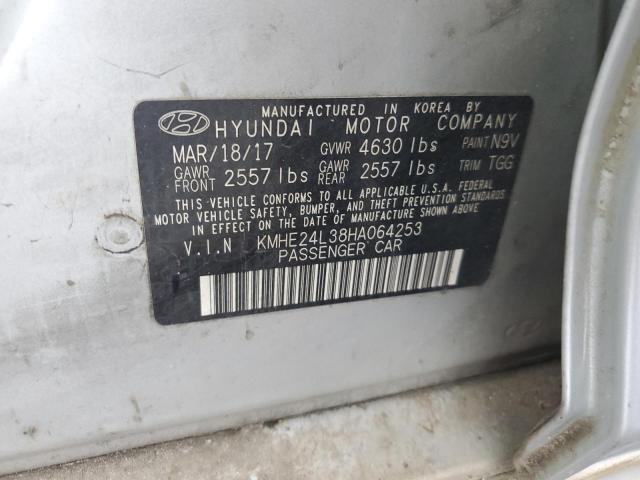 MANUFACTURED IN KOREA BY
HYUNDAI MOTOR COMPANY
MAR/18/17 GVWR 4630 lbs PAINT N9V
GAWR FRONT 2557 lbs GAWR REAR 2557 lbs TRIM TGG
THIS VEHICLE CONFORMS TO ALL APPLICABLE U.S.A. FEDERAL
MOTOR VEHICLE SAFETY, BUMPER, AND THEFT PREVENTION STANDARDS
IN EFFECT ON THE DATE OF MANUFACTURE SHOWN ABOVE.
V.I.N KMHE24L38HA064253
PASSENGER CAR